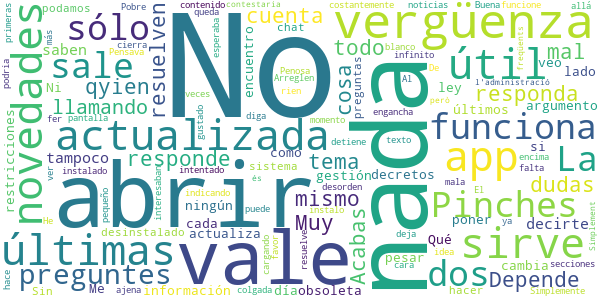 No
abrir
nada
vale
verguenza
actualizada
novedades
app
sirve
funciona
útil
Pinches
dos
La
últimas
preguntes
sólo
sale
todo
cosa
tema
Muy
mismo
mal
cuenta
Depende
dudas
responda
responde
llamando
qyien
resuelven
Acabas
decirte
tampoco
Me
día
obsoleta
información
ningún
desinstalado
actualiza
cada
como
sistema
gestión
decretos
restricciones
saben
Ni
podamos
primeras
más
Pobre
contenido
queda
contestaria
costantemente
noticias
Buena
funcione
allá
podria
Pensava
cierra
esperaba
encuentro
chat
Penosa
Arreglen
rien
preguntas
blanco
infinito
veo
lado
frequents
De
Al
l'administració
ley
engancha
argumento
peró
últimos
si
encima
falta
El
mala
idea
Qué
poner
ya
cambia
secciones
Simplement
Simplemente
hacer
ajena
cara
pesar
deja
texto
detiene
momento
diga
gustado
veces
pantalla
fer
ver
instalado
He
pequeño
hace
Sin
interesaban
intentado
indicando
és
puede
desorden
instalo
resuelve
favor
cargando
colgada